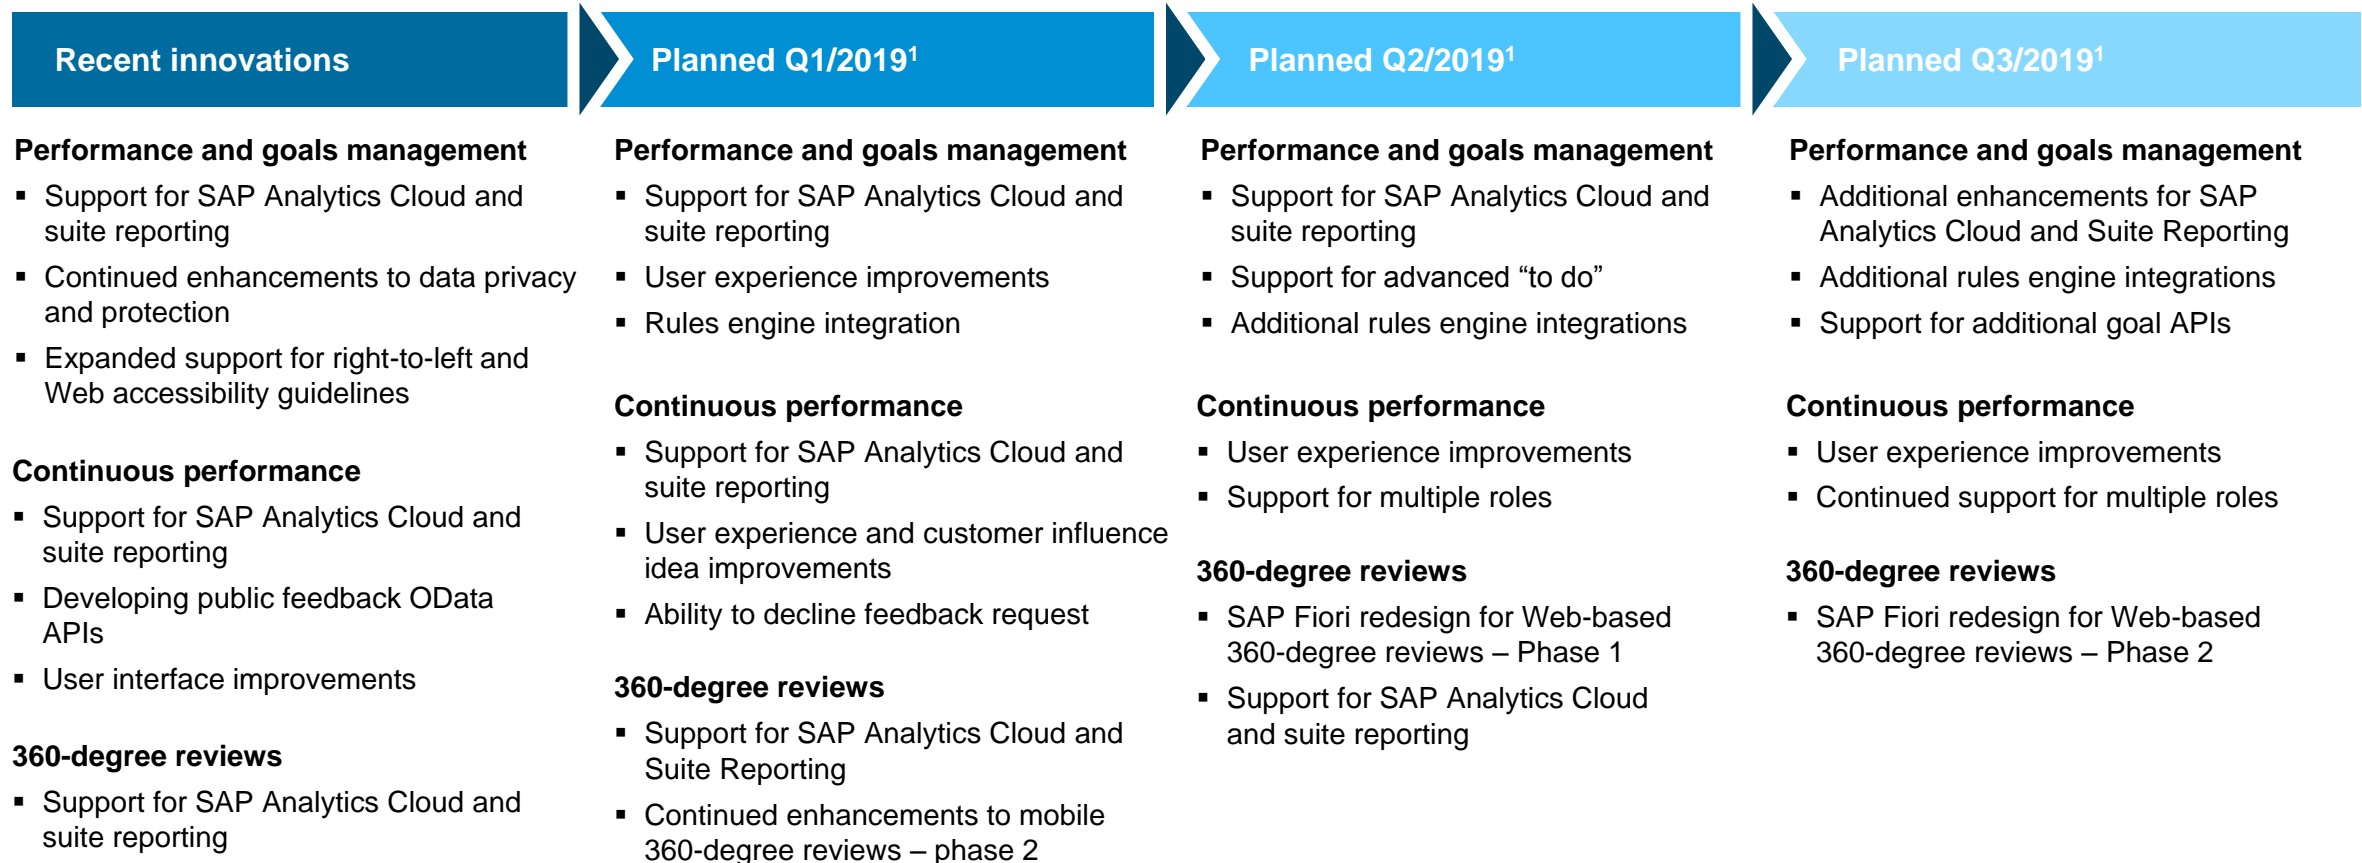 Recent innovations
Performance and goals management
▪ Support for SAP Analytics Cloud and
suite reporting
▪ Continued enhancements to data privacy
and protection
▪ Expanded support for right-to-left and
Web accessibility guidelines
Continuous performance
▪ Support for SAP Analytics Cloud and
suite reporting
▪ Developing public feedback OData
APIs
▪ User interface improvements
360-degree reviews
▪ Support for SAP Analytics Cloud and
suite reporting
Planned Q1/2019¹
Performance and goals management
▪ Support for SAP Analytics Cloud and
suite reporting
▪ User experience improvements
▪ Rules engine integration
Continuous performance
▪ Support for SAP Analytics Cloud and
suite reporting
▪ User experience and customer influence
idea improvements
▪ Ability to decline feedback request
360-degree reviews
▪ Support for SAP Analytics Cloud and
Suite Reporting
▪ Continued enhancements to mobile
360-degree reviews – phase 2
Planned Q2/2019¹
Performance and goals management
▪ Support for SAP Analytics Cloud and
suite reporting
▪ Support for advanced “to do”
▪ Additional rules engine integrations
Continuous performance
▪ User experience improvements
▪ Support for multiple roles
360-degree reviews
▪ SAP Fiori redesign for Web-based
360-degree reviews – Phase 1
▪ Support for SAP Analytics Cloud
and suite reporting
Planned Q3/2019¹
Performance and goals management
▪ Additional enhancements for SAP
Analytics Cloud and Suite Reporting
▪ Additional rules engine integrations
▪ Support for additional goal APIs
Continuous performance
▪ User experience improvements
▪ Continued support for multiple roles
360-degree reviews
▪ SAP Fiori redesign for Web-based
360-degree reviews – Phase 2